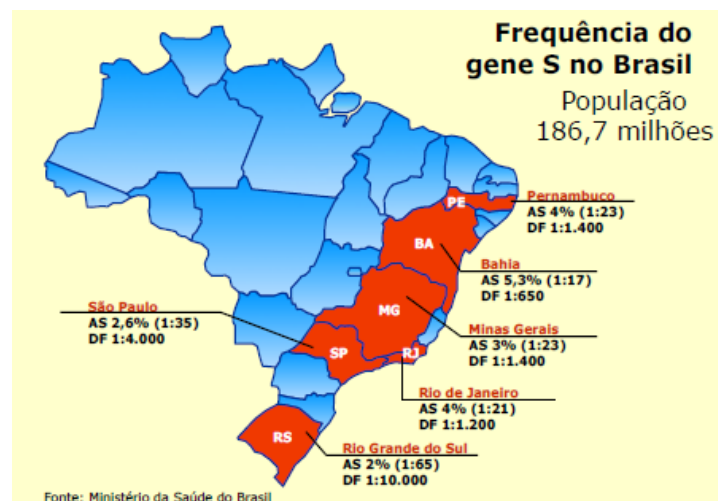 Frequência do
gene S no Brasil
População
186,7 milhões
Pernambuco
AS 4% (1:23)
DF 1:1.400
PE
BA
Bahia
AS 5,3% (1:17)
DF 1:650
São Paulo
AS 2,6% (1:35)
DF 1:4.000
MG
Minas Gerais
AS 3% (1:23)
DF 1:1.400
SP
RJ
Rio de Janeiro
AS 4% (1:21)
DF 1:1.200
RS
Rio Grande do Sul
AS 2% (1:65)
DF 1:10.000
Fonte: Ministério da Saúde do Brasil